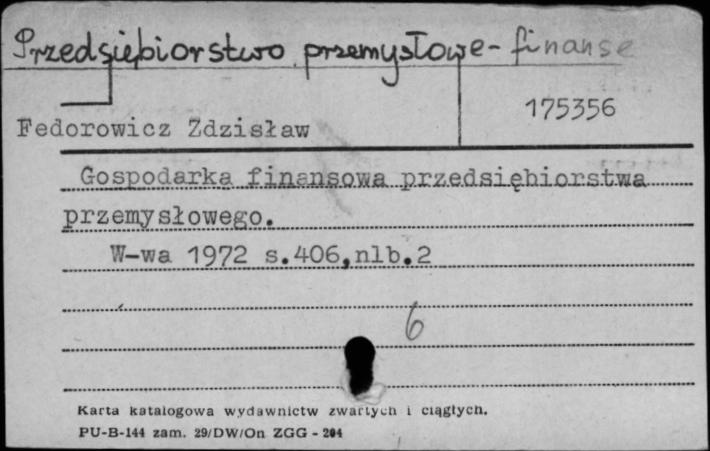 Przedsiębiorstwo przemysłowe - finanse
175356
Fedorowicz Zdzisław
Gospodarka finansowa przedsiębiorstwa
przemysłowego.
W-wa 1972 s.406,nlb.2
6
Karta katalogowa wydawnictw zwartych i ciągłych.
PU-B-144 zam. 29/DW/On ZGG - 204